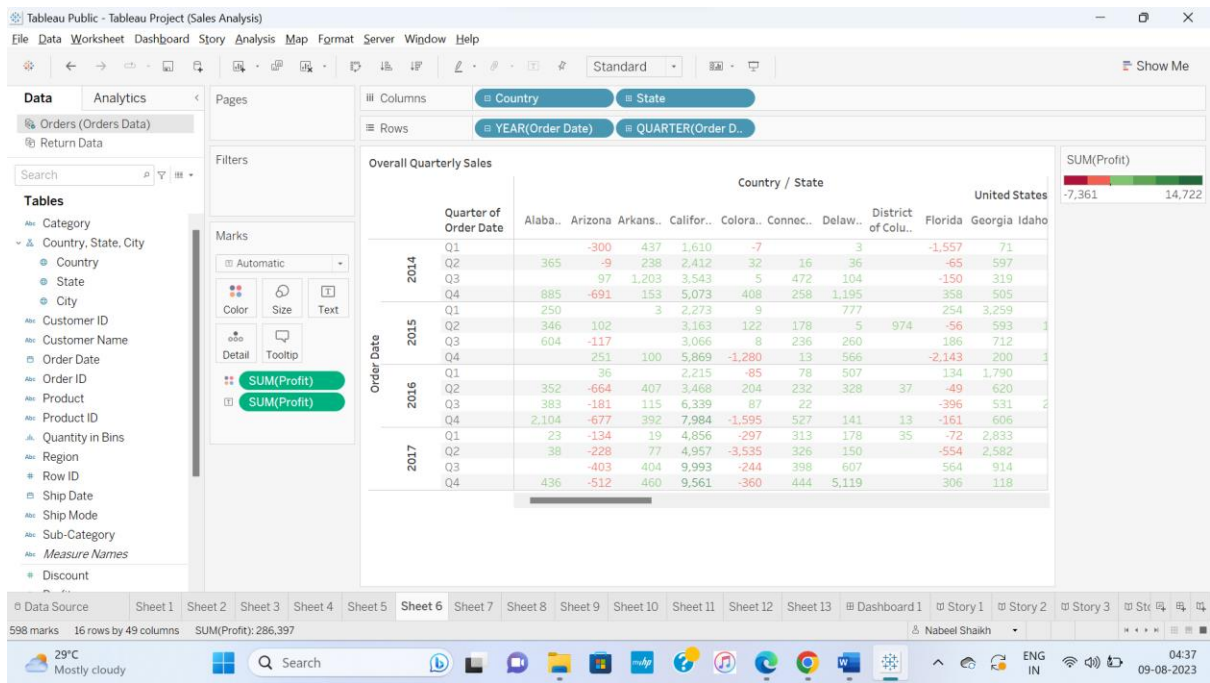 Tableau Public - Tableau Project (Sales Analysis)
File Data Worksheet Dashboard Story Analysis Map Format Server Window Help
Standard Show Me
Data Analytics
Orders (Orders Data)
Return Data
Search
Tables
Abc Category
Country, State, City
Country
State
City
Abc Customer ID
Abc Customer Name
Order Date
Abc Order ID
Abc Product
Abc Product ID
Quantity in Bins
Abc Region
# Row ID
Ship Date
Abc Ship Mode
Abc Sub-Category
Abc Measure Names
# Discount
Pages
Filters
Marks
Automatic
Color Size Text
Detail Tooltip
SUM(Profit)
SUM(Profit)
Columns Country State
Rows YEAR(Order Date) QUARTER(Order D..
Overall Quarterly Sales
Country / State
United States
Quarter of
Order Date
Alaba.. Arizona Arkans.. Califor.. Colora.. Connec.. Delaw.. District of Colu.. Florida Georgia Idaho
Order Date
2014
Q1 -300 437 1,610 -7 3 -1,557 71
Q2 365 -9 238 2,412 32 16 36 -65 597
Q3 97 1,203 3,543 5 472 104 -150 319
Q4 885 -691 153 5,073 408 258 1,195 358 505
2015
Q1 250 3 2,273 9 777 254 3,259
Q2 346 102 3,163 122 178 5 974 -56 593 1
Q3 604 -117 3,066 8 236 260 186 712
Q4 251 100 5,869 -1,280 13 566 -2,143 200 1
2016
Q1 36 2,215 -85 78 507 134 1,790
Q2 352 -664 407 3,468 204 232 328 37 -49 620
Q3 383 -181 115 6,339 87 22 -396 531 2
Q4 2,104 -677 392 7,984 -1,595 527 141 13 -161 606
2017
Q1 23 -134 19 4,856 -297 313 178 35 -72 2,833
Q2 38 -228 77 4,957 -3,535 326 150 -554 2,582
Q3 -403 404 9,993 -244 398 607 564 914
Q4 436 -512 460 9,561 -360 444 5,119 306 118
SUM(Profit)
-7,361 14,722
Data Source Sheet 1 Sheet 2 Sheet 3 Sheet 4 Sheet 5 Sheet 6 Sheet 7 Sheet 8 Sheet 9 Sheet 10 Sheet 11 Sheet 12 Sheet 13 Dashboard 1 Story 1 Story 2 Story 3 Stc
598 marks 16 rows by 49 columns SUM(Profit): 286,397 Nabeel Shaikh
29°C
Mostly cloudy
Search
myhp
ENG
IN
04:37
09-08-2023